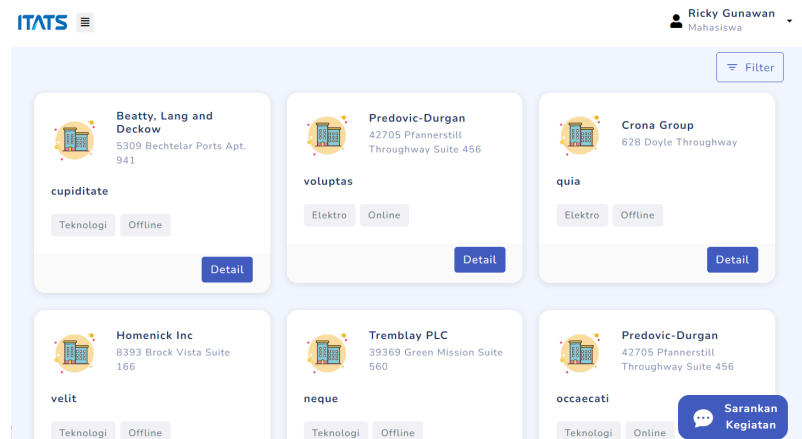 ITATS
Ricky Gunawan
Mahasiswa
Filter
Beatty, Lang and
Deckow
5309 Bechtelar Ports Apt.
941
cupiditate
Teknologi Offline
Detail
Predovic-Durgan
42705 Pfannerstill
Throughway Suite 456
voluptas
Elektro Online
Detail
Crona Group
628 Doyle Throughway
quia
Elektro Offline
Detail
Homenick Inc
8393 Brock Vista Suite
166
velit
Teknologi Offline
Tremblay PLC
39369 Green Mission Suite
560
neque
Teknologi Offline
Predovic-Durgan
42705 Pfannerstill
Throughway Suite 456
occaecati
Teknologi Online
Sarankan
Kegiatan